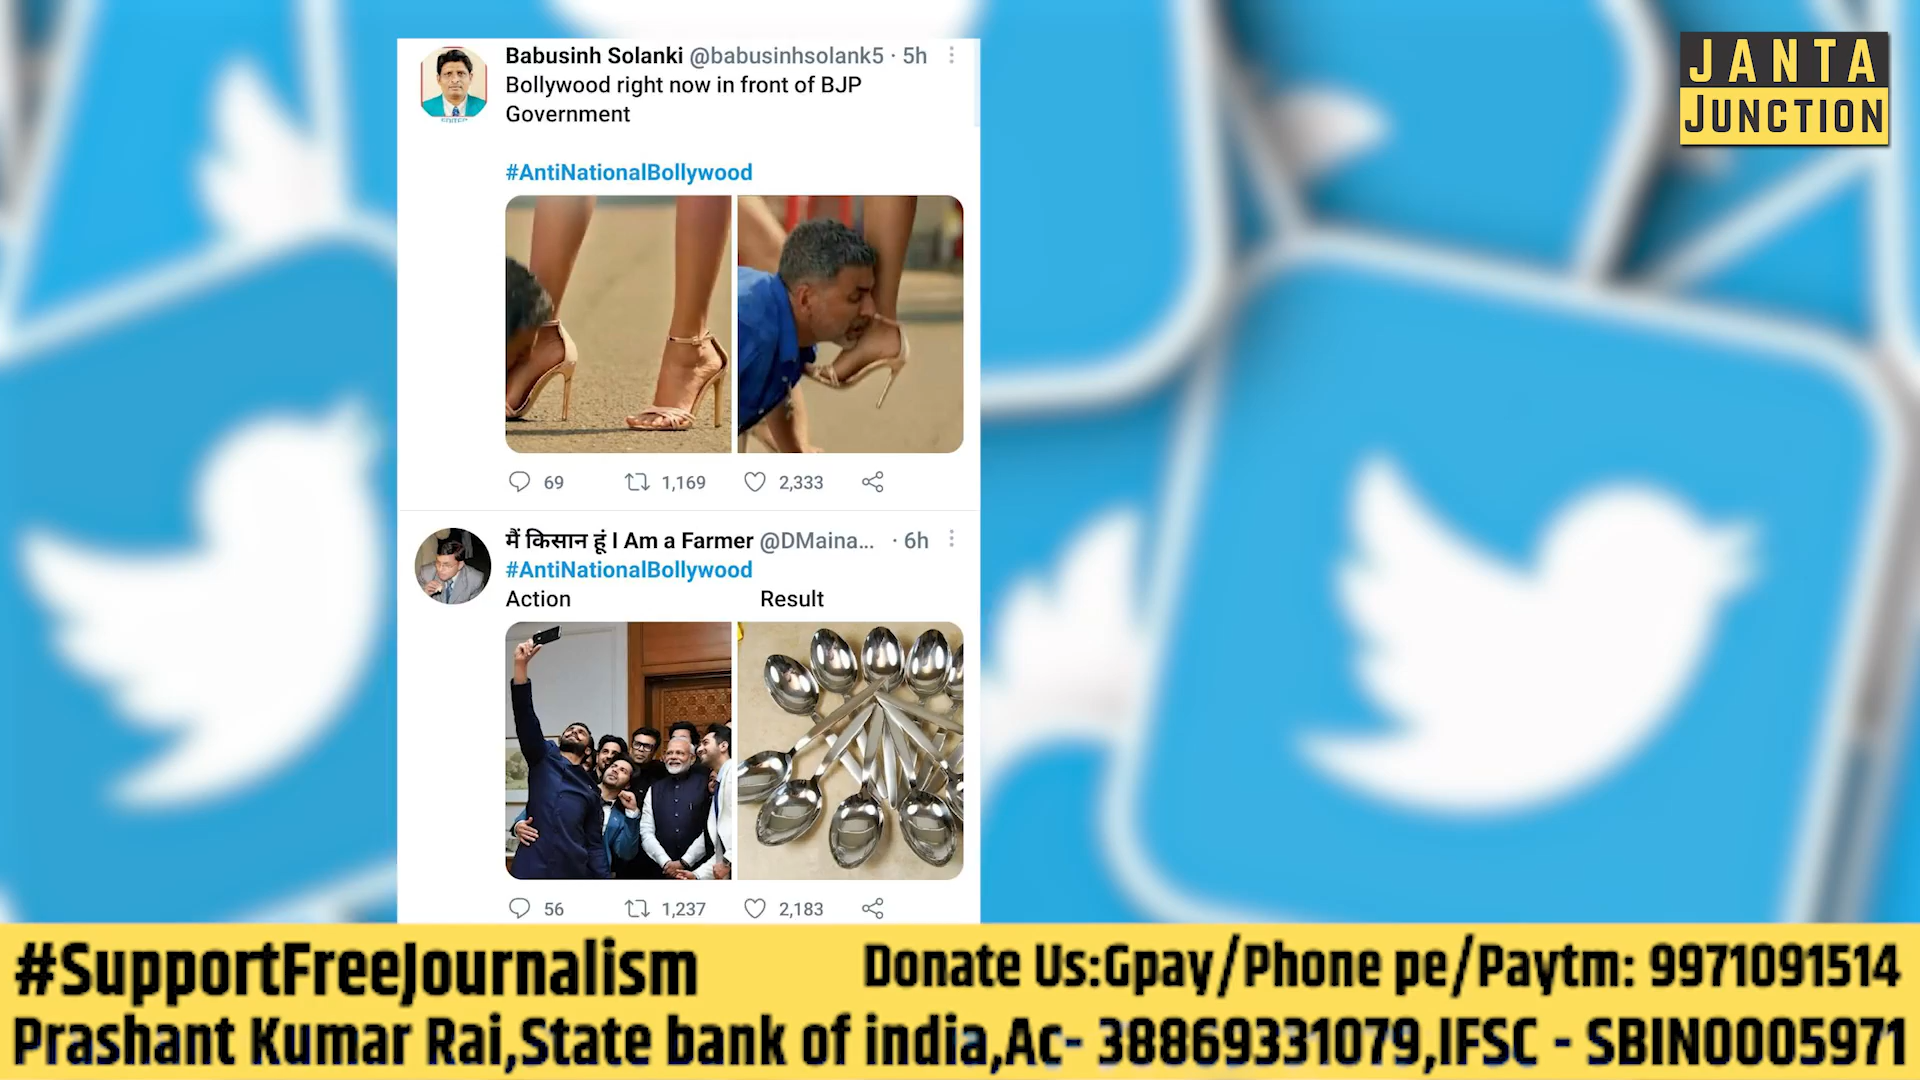 Babusinh Solanki @babusinhsolank5 · 5h
Bollywood right now in front of BJP
Government
#AntiNationalBollywood
69 1,169 2,333
मैं किसान हूं I Am a Farmer @DMaina... · 6h
#AntiNationalBollywood
Action Result
56 1,237 2,183
JANTA
JUNCTION
#SupportFreeJournalism
Donate Us:Gpay/Phone pe/Paytm: 9971091514
Prashant Kumar Rai,State bank of india,Ac- 38869331079,IFSC - SBIN0005971